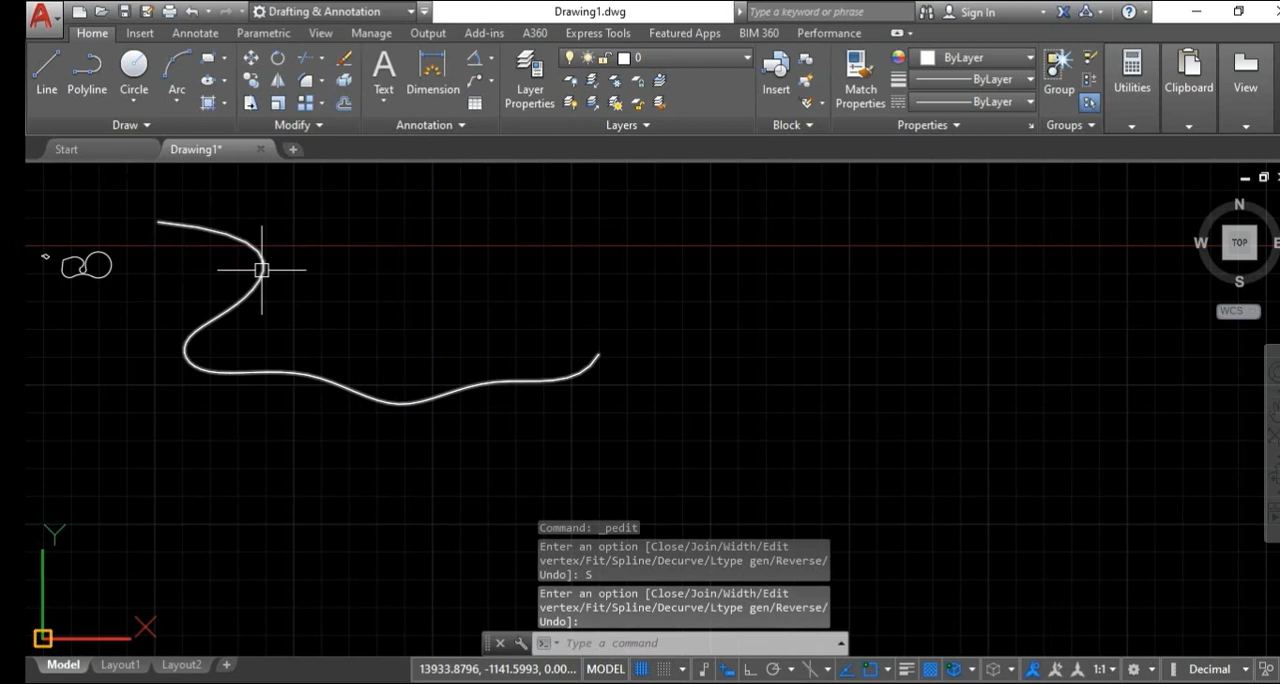 A Drafting & Annotation Drawing1.dwg Type a keyword or phrase Sign In
Home Insert Annotate Parametric View Manage Output Add-ins A360 Express Tools Featured Apps BIM 360 Performance
Line Polyline Circle Arc
A Text Dimension
Layer Properties
0
Insert
Match Properties
ByLayer
ByLayer
ByLayer
Group Utilities Clipboard View
Draw Modify Annotation Layers Block Properties Groups
Start Drawing1* +
N
W TOP E
S
WCS
Command: _pedit
Enter an option [Close/Join/Width/Edit
vertex/Fit/Spline/Decurve/Ltype gen/Reverse/
Undo]: S
Enter an option [Close/Join/Width/Edit
vertex/Fit/Spline/Decurve/Ltype gen/Reverse/
Undo]:
Type a command
Y
X
Model Layout1 Layout2 + 13933.8796, -1141.5993, 0.00... MODEL 1:1 Decimal